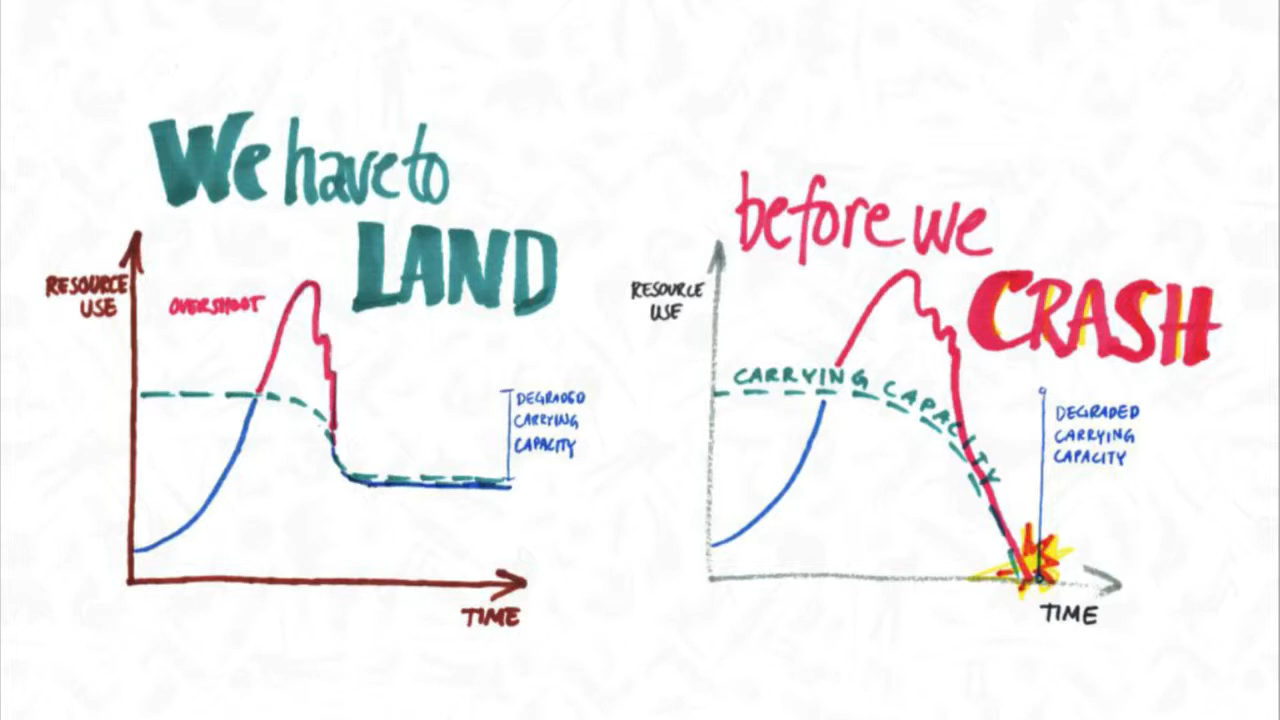 We have to
LAND
RESOURCE
USE
OVERSHOOT
DEGRADED
CARRYING
CAPACITY
TIME
before we
CRASH
RESOURCE
USE
CARRYING CAPACITY
DEGRADED
CARRYING
CAPACITY
TIME